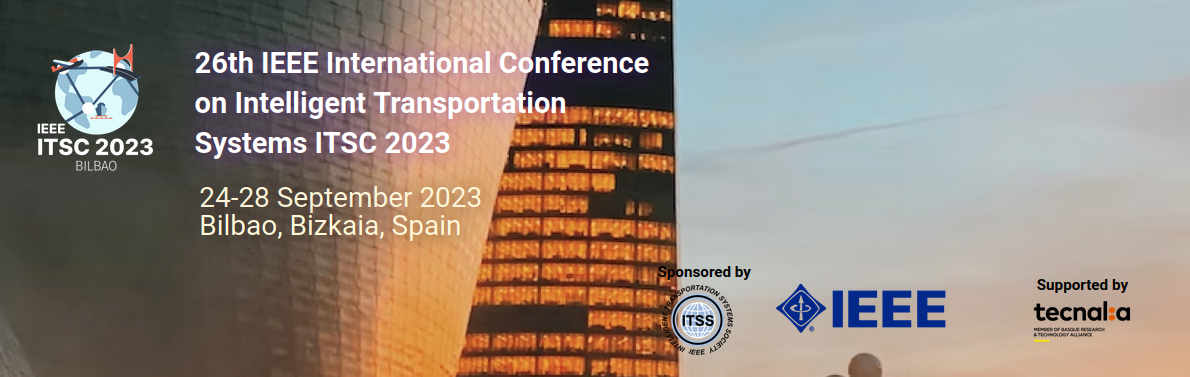 IEEE
ITSC 2023
BILBAO
26th IEEE International Conference
on Intelligent Transportation
Systems ITSC 2023
24-28 September 2023
Bilbao, Bizkaia, Spain
Sponsored by
INTELLIGENT TRANSPORTATION SYSTEMS SOCIETY
ITSS
IEEE
IEEE
®
Supported by
tecnal:a
MEMBER OF BASQUE RESEARCH
& TECHNOLOGY ALLIANCE